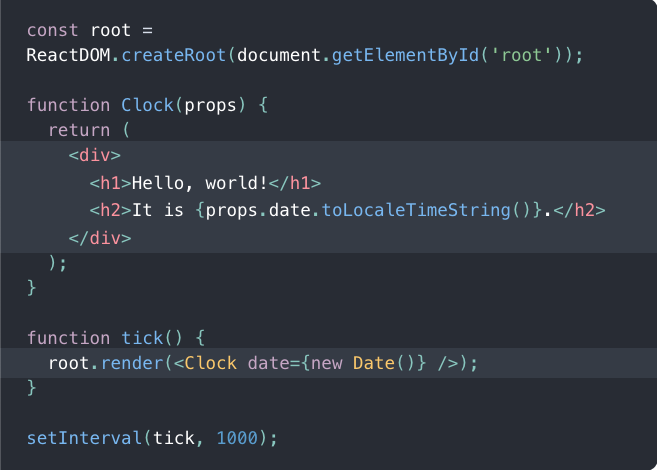 const root =
ReactDOM.createRoot(document.getElementById('root'));
function Clock(props) {
  return (
    <div>
      <h1>Hello, world!</h1>
      <h2>It is {props.date.toLocaleTimeString()}.</h2>
    </div>
  );
}
function tick() {
  root.render(<Clock date={new Date()} />);
}
setInterval(tick, 1000);